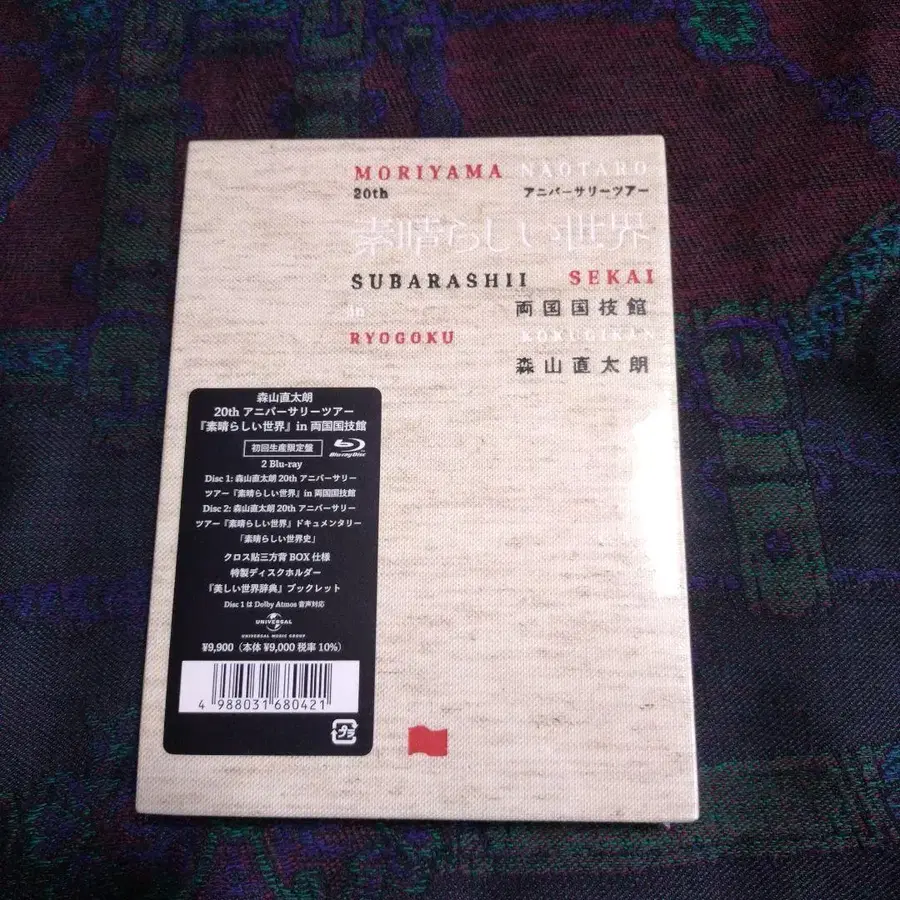 MORIYAMA NAOTARO
20th アニバーサリーツアー
素晴らしい世界
SUBARASHII SEKAI
in 両国国技館
RYOGOKU KOKUGIKAN
森山直太朗
森山直太朗
20th アニバーサリーツアー
『素晴らしい世界』in 両国国技館
初回生産限定盤 Blu-ray Disc
2 Blu-ray
Disc 1: 森山直太朗 20th アニバーサリー
ツアー『素晴らしい世界』in 両国国技館
Disc 2: 森山直太朗 20th アニバーサリー
ツアー『素晴らしい世界』ドキュメンタリー
「素晴らしい世界史」
クロス貼三方背 BOX 仕様
特製ディスクホルダー
『美しい世界辞典』ブックレット
Disc 1 は Dolby Atmos 音声対応
UNIVERSAL
UNIVERSAL MUSIC GROUP
¥9,900（本体 ¥9,000 税率 10%）
4 988031 680421
プラ